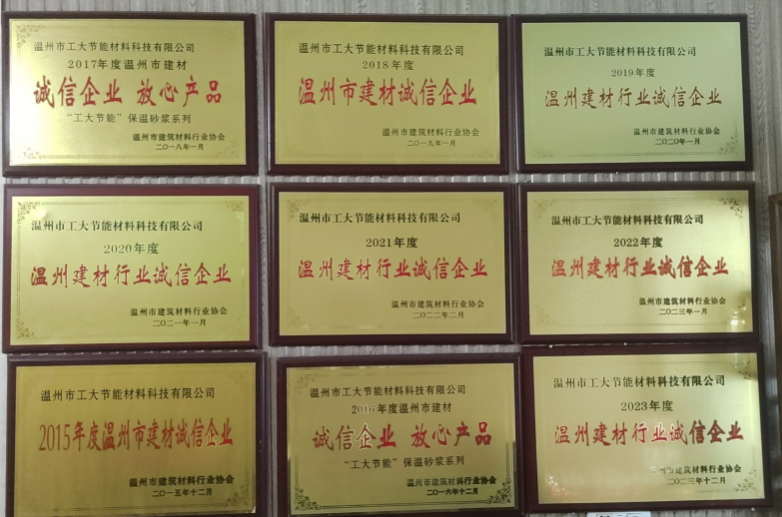 温州市工大节能材料科技有限公司
2017年度温州市建材
诚信企业 放心产品
“工大节能”保温砂浆系列
温州市建筑材料行业协会
二〇一八年一月
温州市工大节能材料科技有限公司
2018年度
温州市建材诚信企业
温州市建筑材料行业协会
二〇一九年一月
温州市工大节能材料科技有限公司
2019年度
温州建材行业诚信企业
温州市建筑材料行业协会
二〇二〇年一月
温州市工大节能材料科技有限公司
2020年度
温州建材行业诚信企业
温州市建筑材料行业协会
二〇二一年一月
温州市工大节能材料科技有限公司
2021年度
温州建材行业诚信企业
温州市建筑材料行业协会
二〇二二年二月
温州市工大节能材料科技有限公司
2022年度
温州建材行业诚信企业
温州市建筑材料行业协会
二〇二三年一月
温州市工大节能材料科技有限公司
2015年度温州市建材诚信企业
温州市建筑材料行业协会
二〇一五年十二月
温州市工大节能材料科技有限公司
2016年度温州市建材
诚信企业 放心产品
“工大节能”保温砂浆系列
温州市建筑材料行业协会
二〇一六年十二月
温州市工大节能材料科技有限公司
2023年度
温州建材行业诚信企业
温州市建筑材料行业协会
二〇二三年十二月